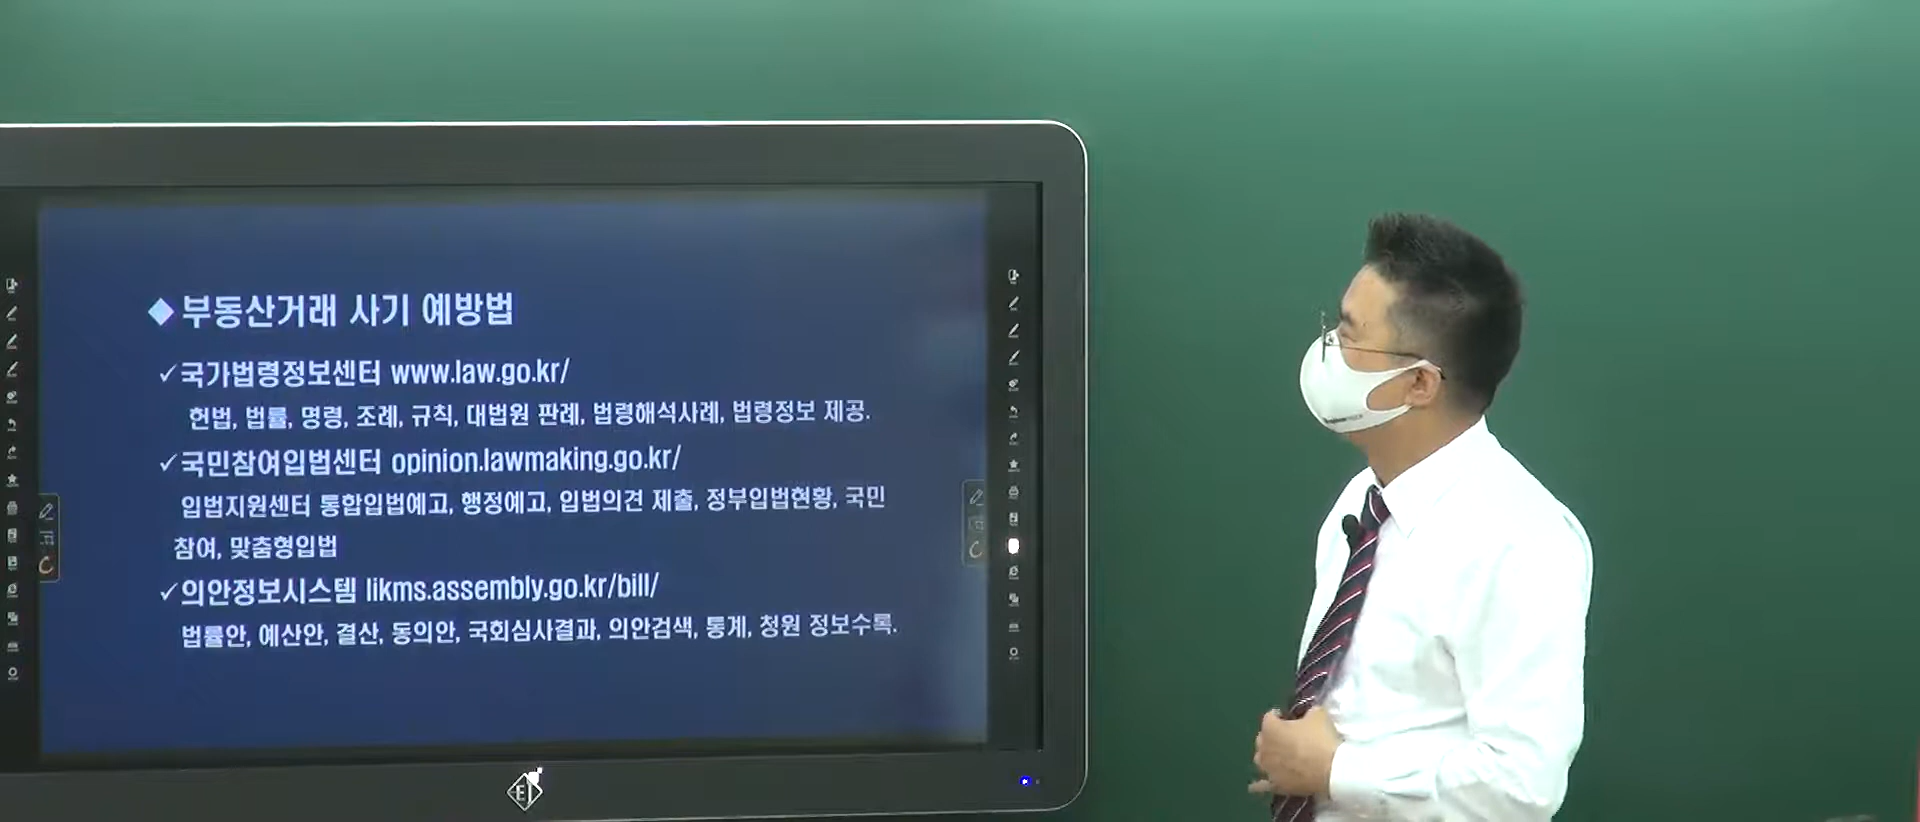 ◆ 부동산거래 사기 예방법
✓국가법령정보센터 www.law.go.kr/
헌법, 법률, 명령, 조례, 규칙, 대법원 판례, 법령해석사례, 법령정보 제공.
✓국민참여입법센터 opinion.lawmaking.go.kr/
입법지원센터 통합입법예고, 행정예고, 입법의견 제출, 정부입법현황, 국민
참여, 맞춤형입법
✓의안정보시스템 likms.assembly.go.kr/bill/
법률안, 예산안, 결산, 동의안, 국회심사결과, 의안검색, 통계, 청원 정보수록.